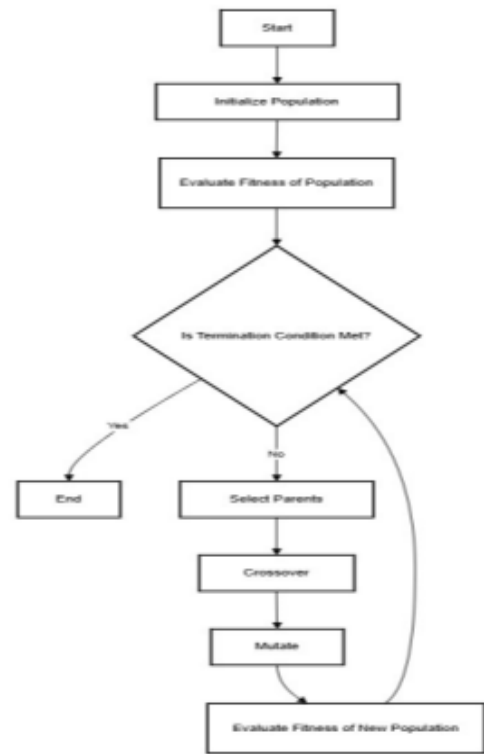 Start
Initialize Population
Evaluate Fitness of Population
Is Termination Condition Met?
Yes
No
End
Select Parents
Crossover
Mutate
Evaluate Fitness of New Population